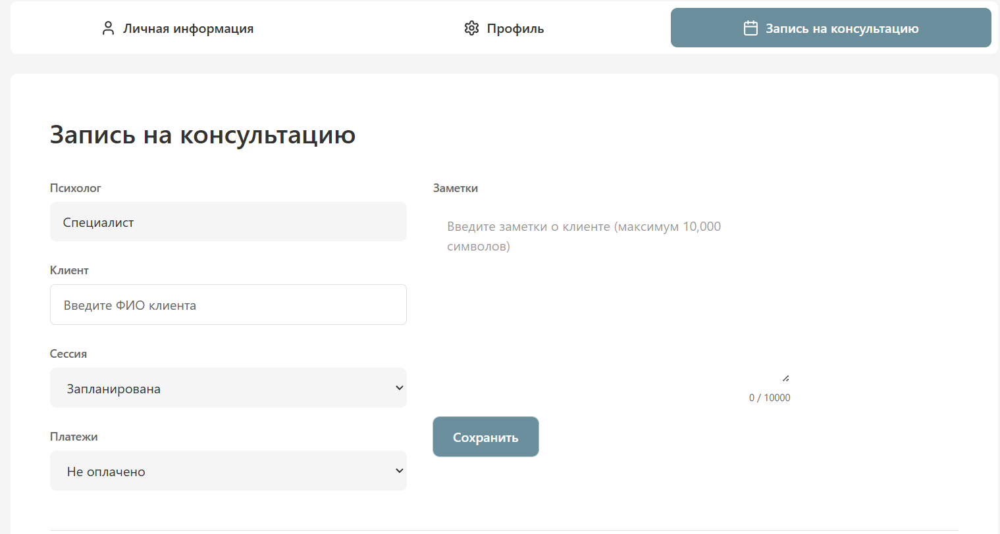 Личная информация
Профиль
Запись на консультацию
Запись на консультацию
Психолог
Специалист
Клиент
Введите ФИО клиента
Сессия
Запланирована
Платежи
Не оплачено
Заметки
Введите заметки о клиенте (максимум 10,000
символов)
0 / 10000
Сохранить